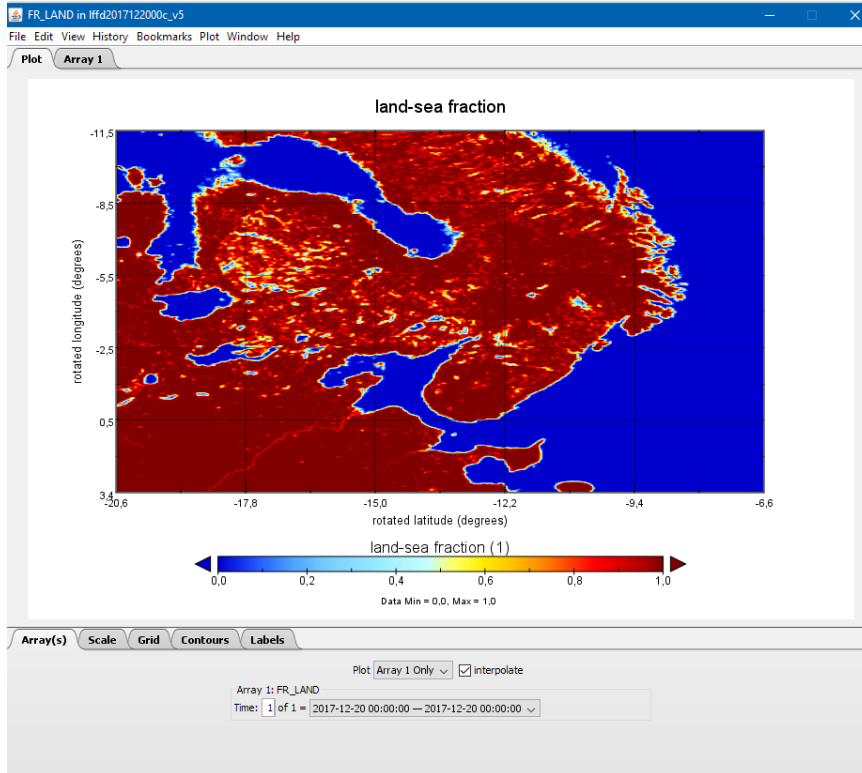 FR_LAND in lffd2017122000c_v5
File Edit View History Bookmarks Plot Window Help
Plot Array 1
land-sea fraction
-11,5
-8,5
-5,5
-2,5
0,5
3,4
rotated longitude (degrees)
-20,6 -17,8 -15,0 -12,2 -9,4 -6,6
rotated latitude (degrees)
land-sea fraction (1)
0,0 0,2 0,4 0,6 0,8 1,0
Data Min = 0,0, Max = 1,0
Array(s) Scale Grid Contours Labels
Plot Array 1 Only interpolate
Array 1: FR_LAND
Time: 1 of 1 = 2017-12-20 00:00:00 — 2017-12-20 00:00:00